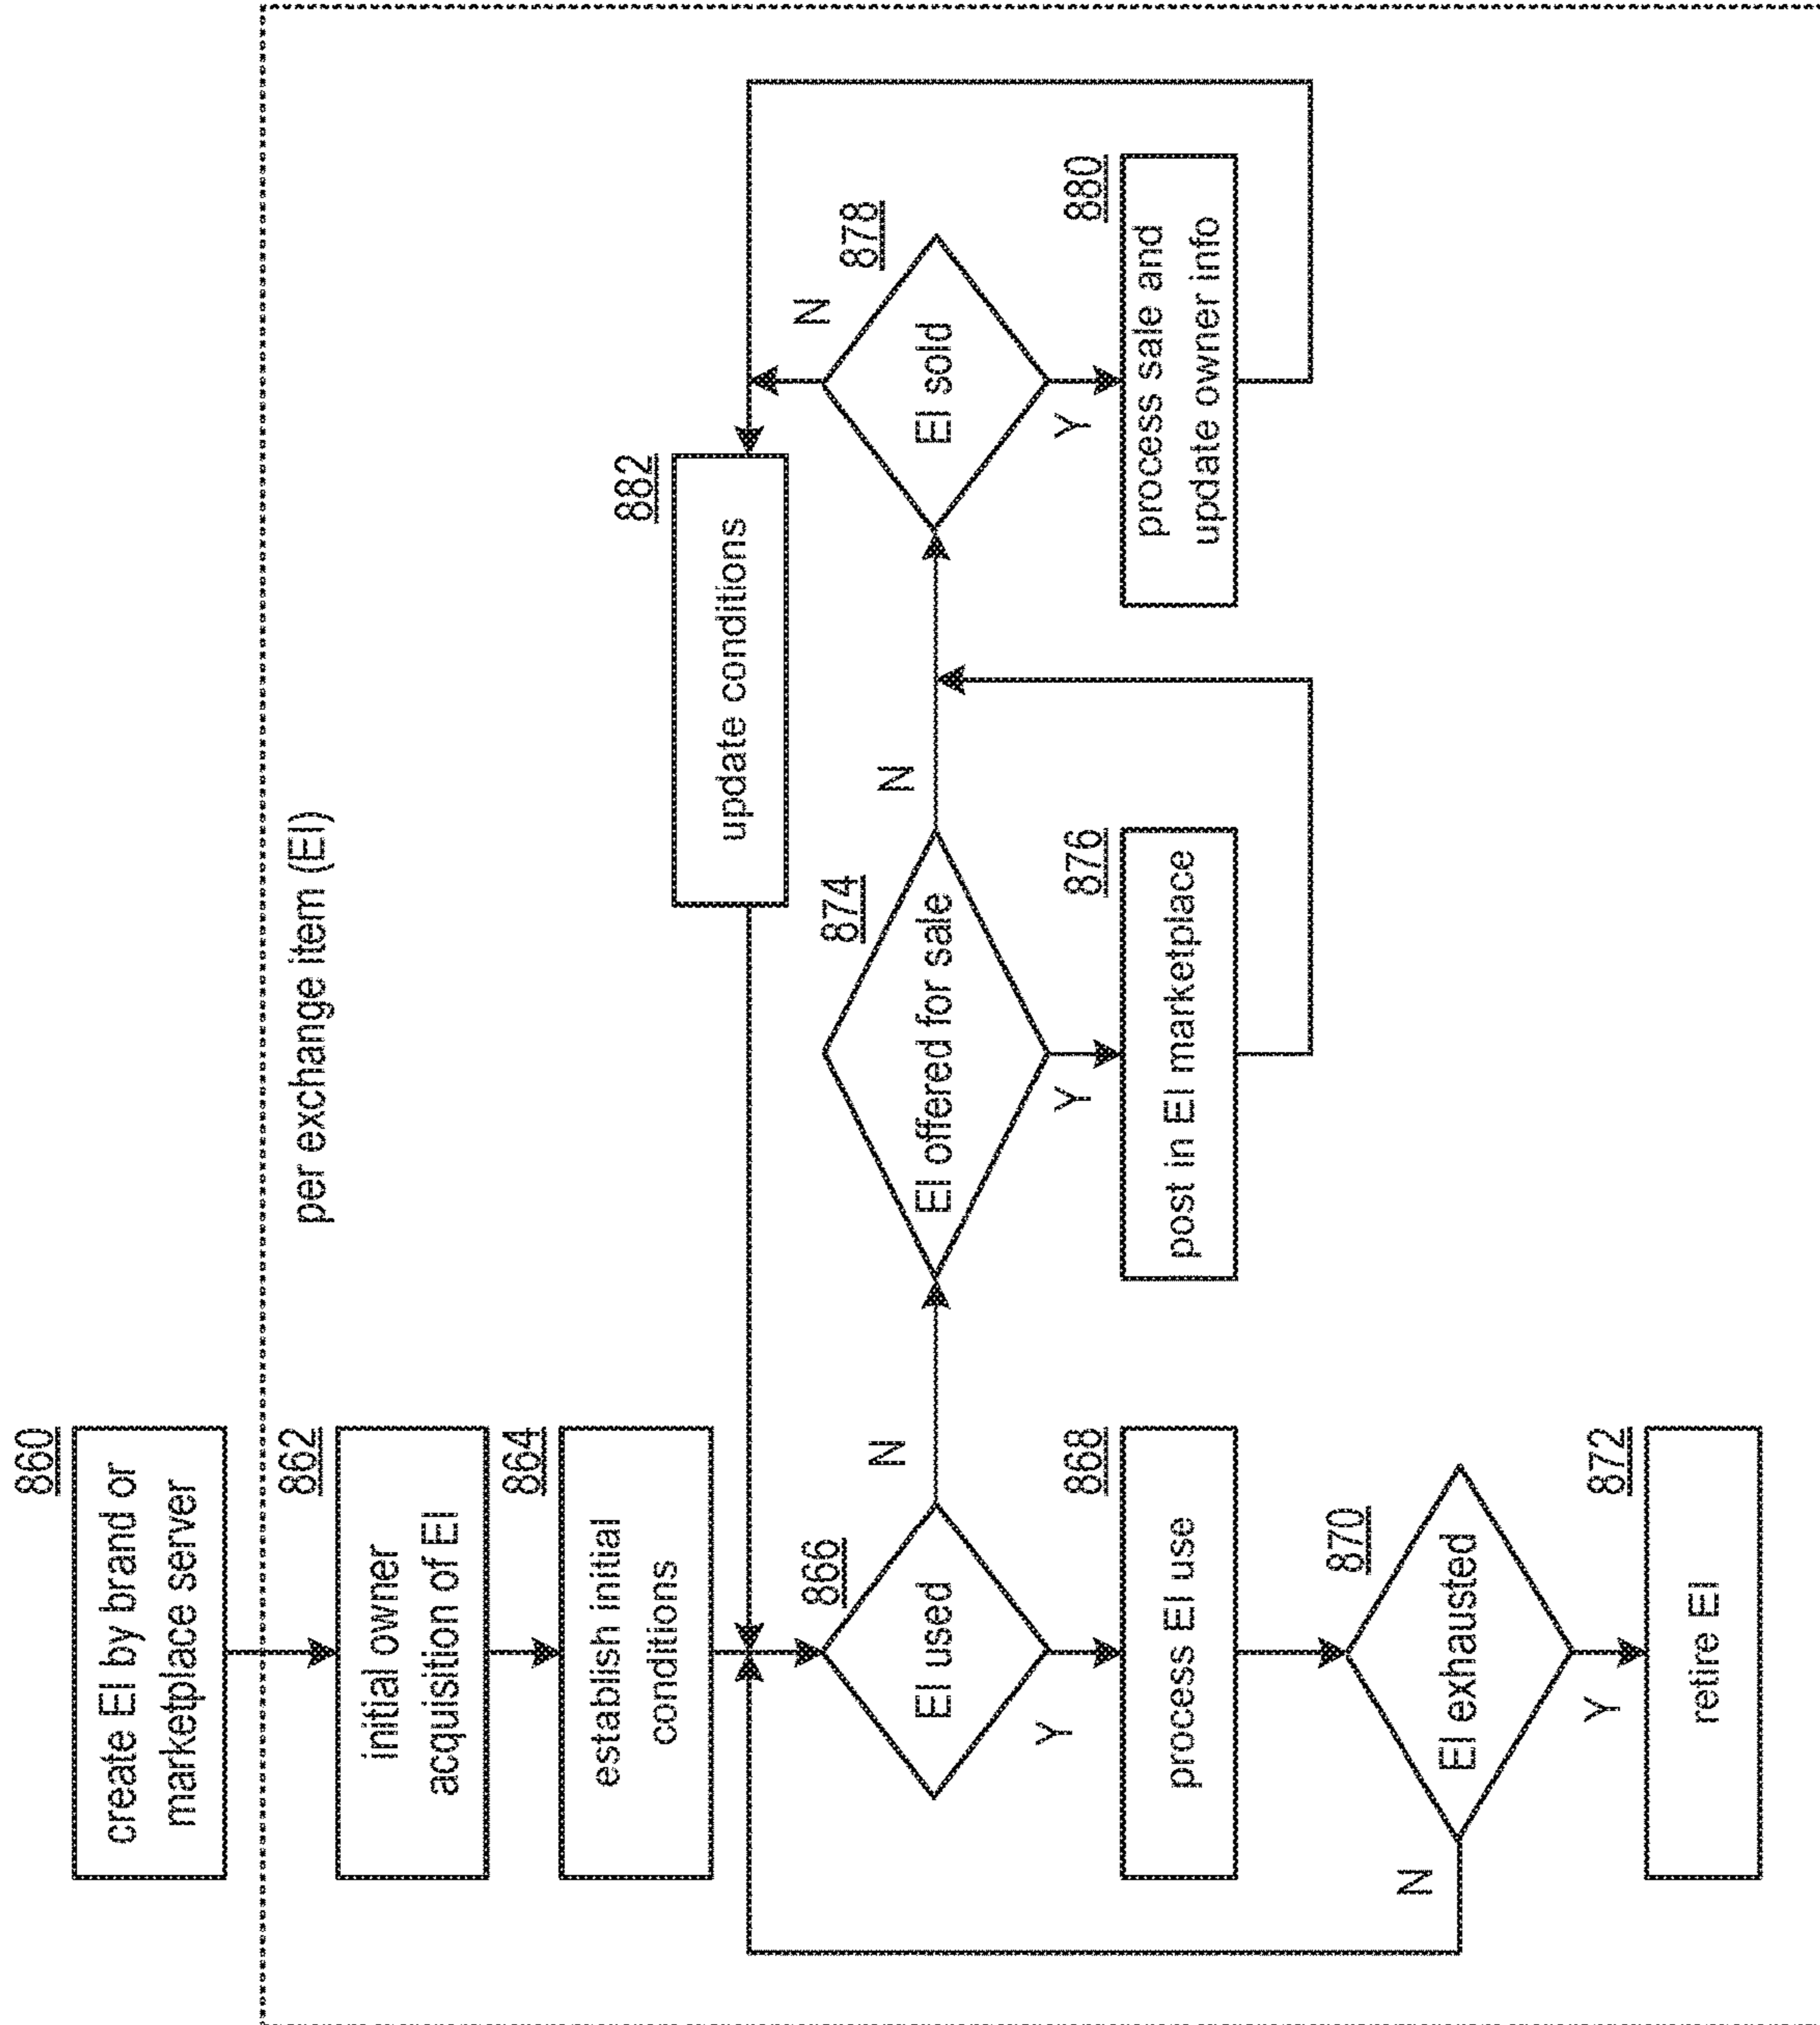 860
create EI by brand or
marketplace server
per exchange item (EI)
862
initial owner
acquisition of EI
864
establish initial
conditions
882
update conditions
866
EI used
N
Y
874
EI offered for sale
N
Y
878
EI sold
N
Y
868
process EI use
876
post in EI marketplace
880
process sale and
update owner info
870
EI exhausted
N
Y
872
retire EI